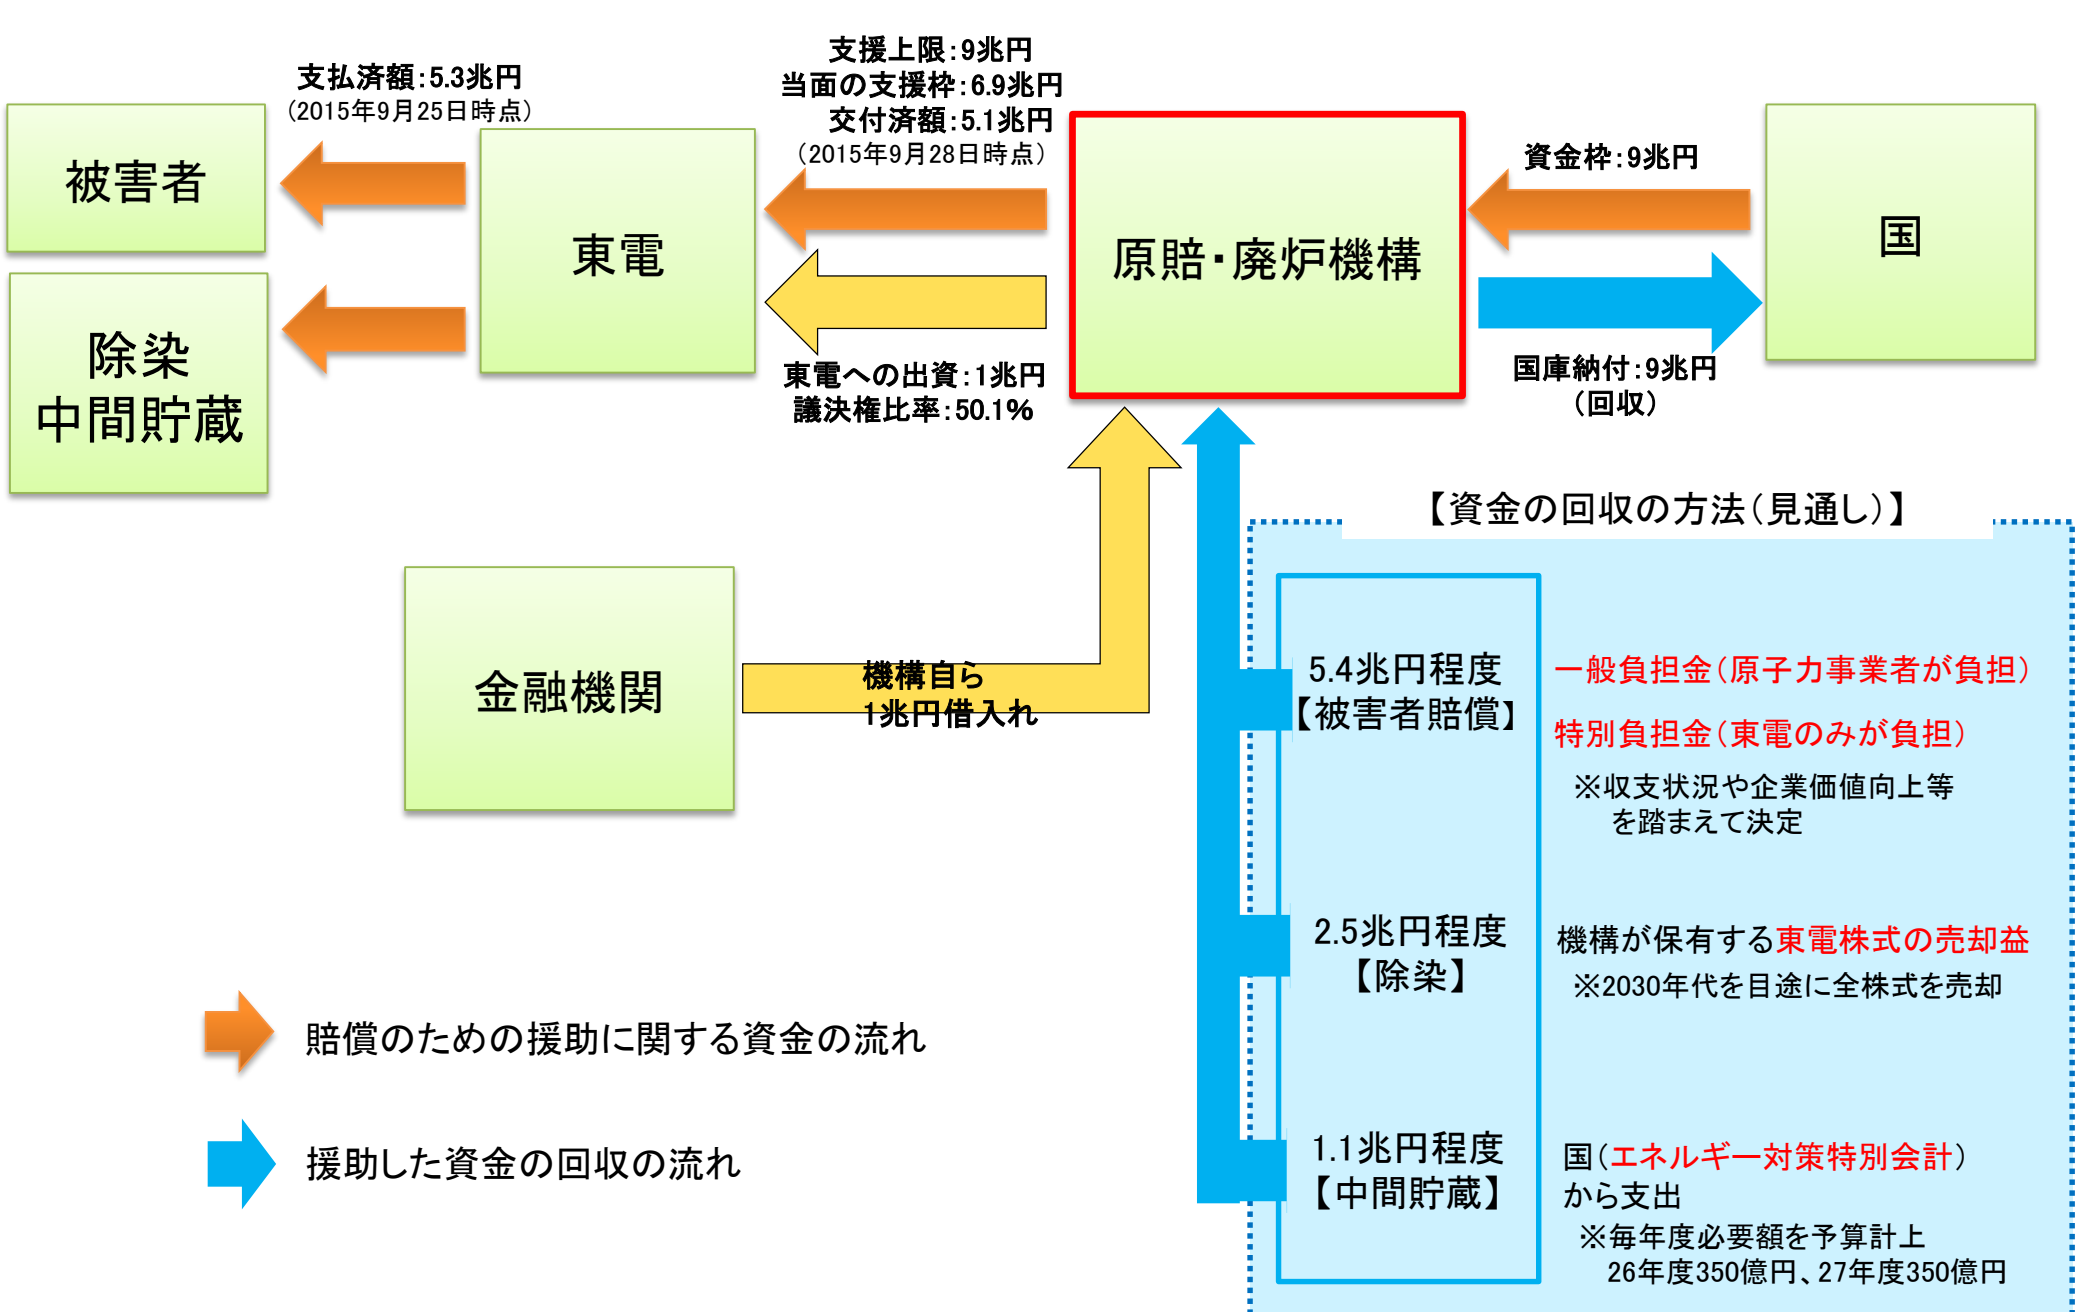 支払済額：5.3兆円
（2015年9月25日時点）
支援上限：9兆円
当面の支援枠：6.9兆円
交付済額：5.1兆円
（2015年9月28日時点）
資金枠：9兆円
被害者
東電
原賠・廃炉機構
国
除染
中間貯蔵
東電への出資：1兆円
議決権比率：50.1％
国庫納付：9兆円
（回収）
【資金の回収の方法（見通し）】
金融機関
機構自ら
1兆円借入れ
5.4兆円程度
【被害者賠償】
一般負担金（原子力事業者が負担）
特別負担金（東電のみが負担）
※収支状況や企業価値向上等
を踏まえて決定
2.5兆円程度
【除染】
機構が保有する東電株式の売却益
※2030年代を目途に全株式を売却
1.1兆円程度
【中間貯蔵】
国（エネルギー対策特別会計）
から支出
※毎年度必要額を予算計上
26年度350億円、27年度350億円
賠償のための援助に関する資金の流れ
援助した資金の回収の流れ